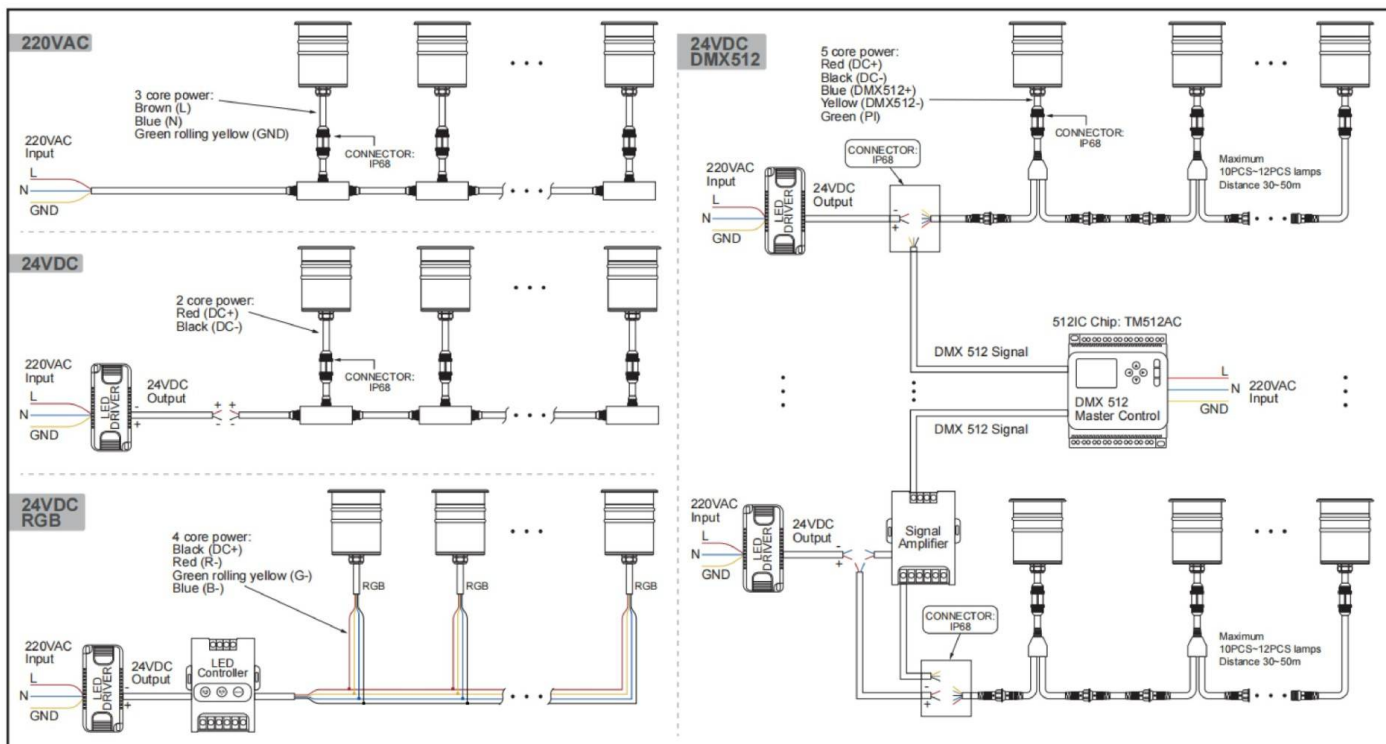 220VAC
3 core power:
Brown (L)
Blue (N)
Green rolling yellow (GND)
220VAC
Input
L
N
GND
CONNECTOR:
IP68
24VDC
2 core power:
Red (DC+)
Black (DC-)
220VAC
Input
L
N
GND
LED
DRIVER
24VDC
Output
-
+
+ +
- -
CONNECTOR:
IP68
24VDC
RGB
4 core power:
Black (DC+)
Red (R-)
Green rolling yellow (G-)
Blue (B-)
RGB
RGB
RGB
220VAC
Input
L
N
GND
LED
DRIVER
24VDC
Output
-
+
LED
Controller
24VDC
DMX512
5 core power:
Red (DC+)
Black (DC-)
Blue (DMX512+)
Yellow (DMX512-)
Green (PI)
CONNECTOR:
IP68
220VAC
Input
L
N
GND
LED
DRIVER
24VDC
Output
-
+
CONNECTOR:
IP68
Maximum
10PCS~12PCS lamps
Distance 30~50m
512IC Chip: TM512AC
DMX 512 Signal
DMX 512
Master Control
L
N
GND
220VAC
Input
DMX 512 Signal
220VAC
Input
L
N
GND
LED
DRIVER
24VDC
Output
-
+
Signal
Amplifier
CONNECTOR:
IP68
-
+
Maximum
10PCS~12PCS lamps
Distance 30~50m